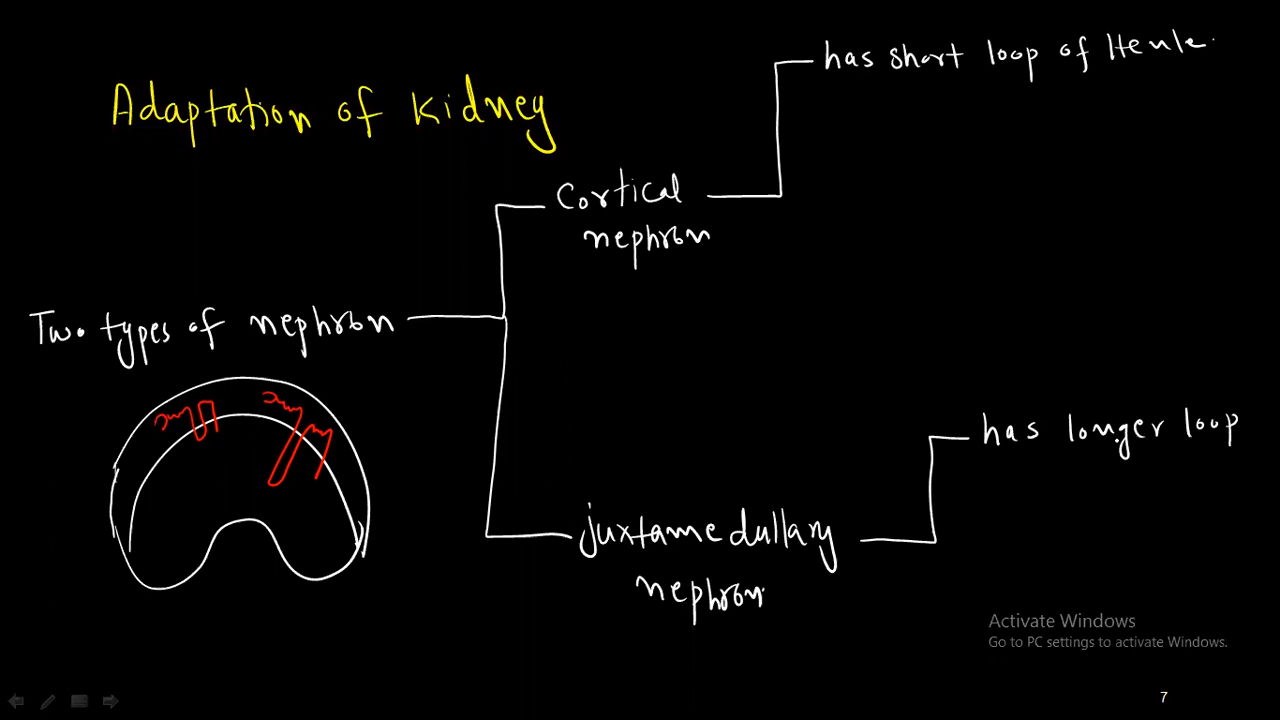 has short loop of Henle.
Adaptation of kidney
Cortical
nephron
Two types of nephron
has longer loop
juxtamedullary
nephron
Activate Windows
Go to PC settings to activate Windows.
7